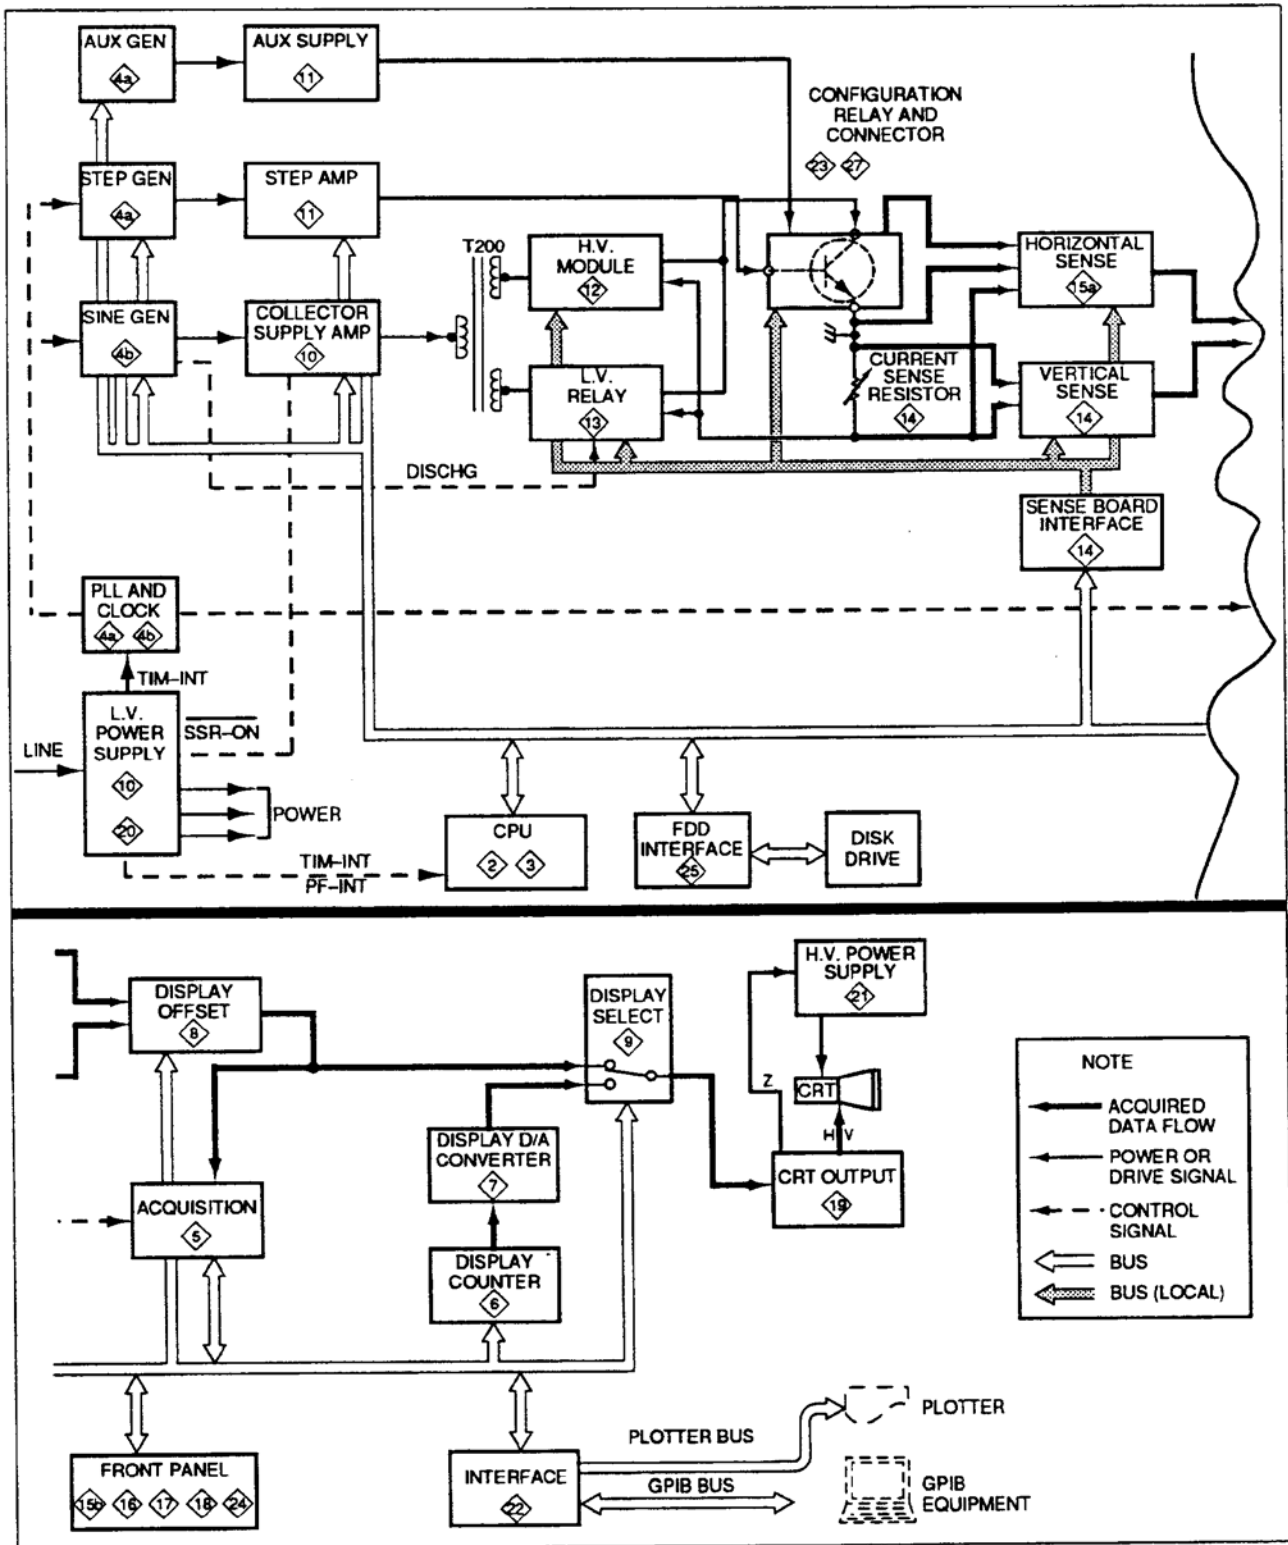 AUX GEN
4a
AUX SUPPLY
11
CONFIGURATION
RELAY AND
CONNECTOR
23 27
STEP GEN
4a
STEP AMP
11
T200
H.V.
MODULE
12
HORIZONTAL
SENSE
15a
SINE GEN
4b
COLLECTOR
SUPPLY AMP
10
L.V.
RELAY
13
CURRENT
SENSE
RESISTOR
14
VERTICAL
SENSE
14
DISCHG
SENSE BOARD
INTERFACE
14
PLL AND
CLOCK
4a 4b
TIM-INT
L.V.
POWER
SUPPLY
10
20
SSR-ON
LINE
POWER
TIM-INT
PF-INT
CPU
2 3
FDD
INTERFACE
25
DISK
DRIVE
DISPLAY
OFFSET
8
DISPLAY
SELECT
9
H.V. POWER
SUPPLY
21
Z
CRT
H V
DISPLAY D/A
CONVERTER
7
CRT OUTPUT
19
ACQUISITION
5
DISPLAY
COUNTER
6
NOTE
ACQUIRED
DATA FLOW
POWER OR
DRIVE SIGNAL
CONTROL
SIGNAL
BUS
BUS (LOCAL)
FRONT PANEL
15b 16 17 18 24
INTERFACE
22
PLOTTER BUS
GPIB BUS
PLOTTER
GPIB
EQUIPMENT